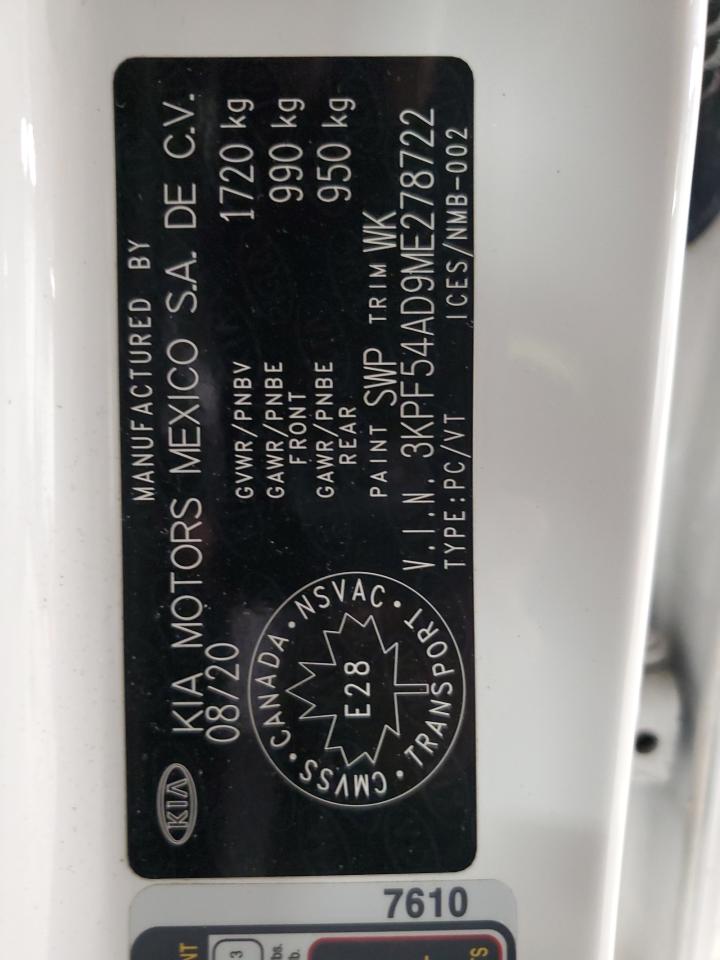 MANUFACTURED BY
KIA
KIA MOTORS MEXICO S.A. DE C.V.
08/20
GVWR/PNBV 1720 kg
GAWR/PNBE FRONT 990 kg
GAWR/PNBE REAR 950 kg
PAINT SWP TRIM WK
V.I.N. 3KPF54AD9ME278722
TYPE:PC/VT ICES/NMB-002
CMVSS · CANADA · NSVAC · TRANSPORT ·
E28
7610
3